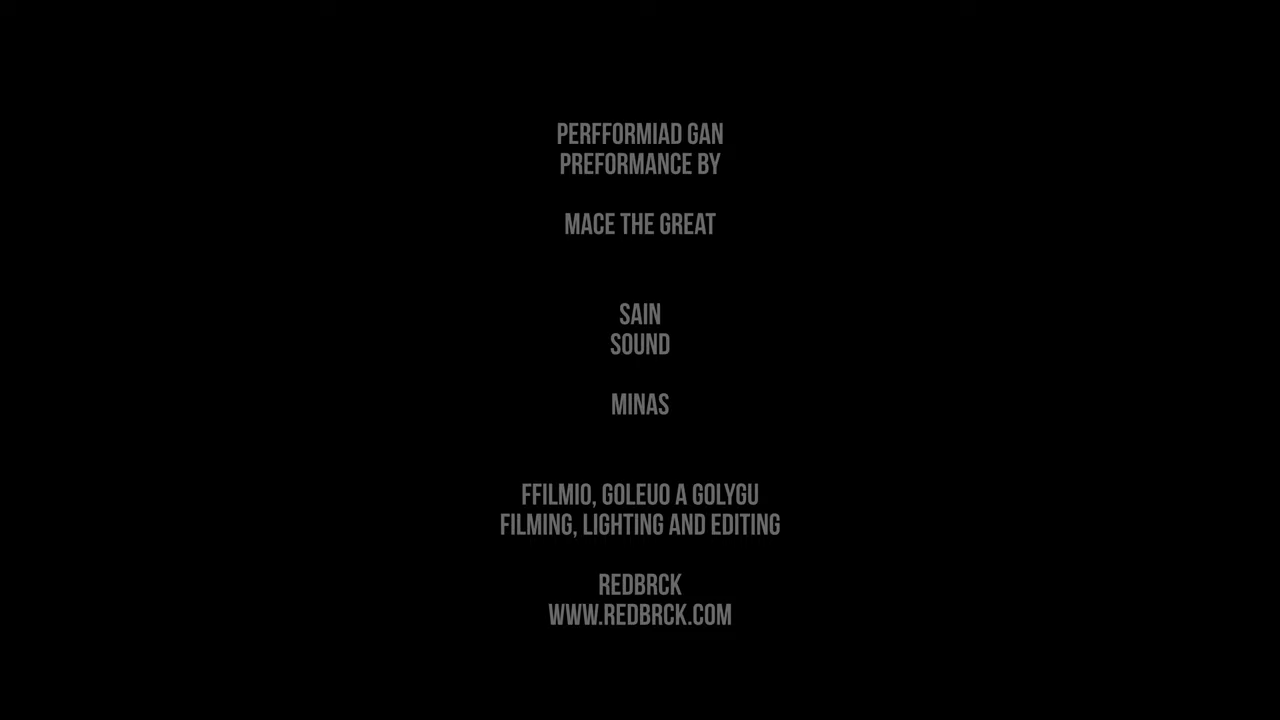 PERFFORMIAD GAN
PREFORMANCE BY
MACE THE GREAT
SAIN
SOUND
MINAS
FFILMIO, GOLEUO A GOLYGU
FILMING, LIGHTING AND EDITING
REDBRCK
WWW.REDBRCK.COM